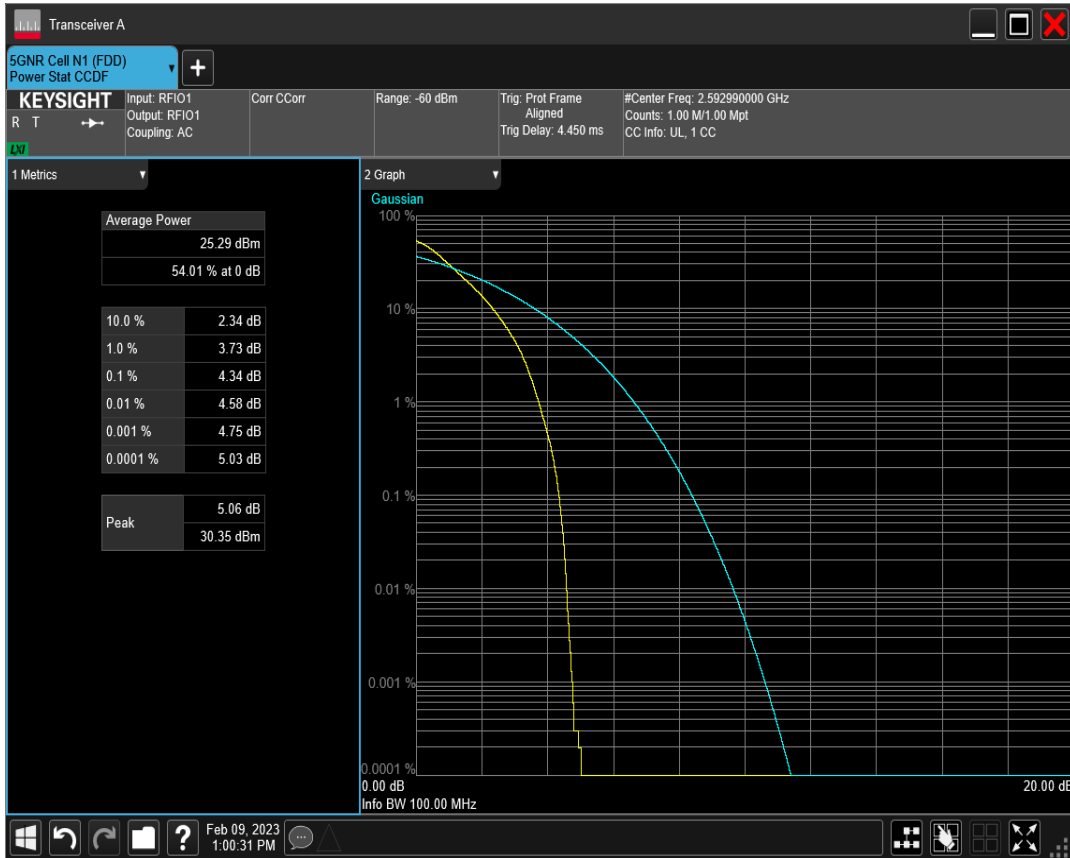 Transceiver A
5GNR Cell N1 (FDD)
Power Stat CCDF
+
KEYSIGHT
R T
LXI
Input: RFIO1
Output: RFIO1
Coupling: AC
Corr CCorr
Range: -60 dBm
Trig: Prot Frame
Aligned
Trig Delay: 4.450 ms
#Center Freq: 2.592990000 GHz
Counts: 1.00 M/1.00 Mpt
CC Info: UL, 1 CC
1 Metrics
Average Power
25.29 dBm
54.01 % at 0 dB
10.0 % 2.34 dB
1.0 % 3.73 dB
0.1 % 4.34 dB
0.01 % 4.58 dB
0.001 % 4.75 dB
0.0001 % 5.03 dB
Peak 5.06 dB
30.35 dBm
2 Graph
Gaussian
100 %
10 %
1 %
0.1 %
0.01 %
0.001 %
0.0001 %
0.00 dB 20.00 dB
Info BW 100.00 MHz
?
Feb 09, 2023
1:00:31 PM